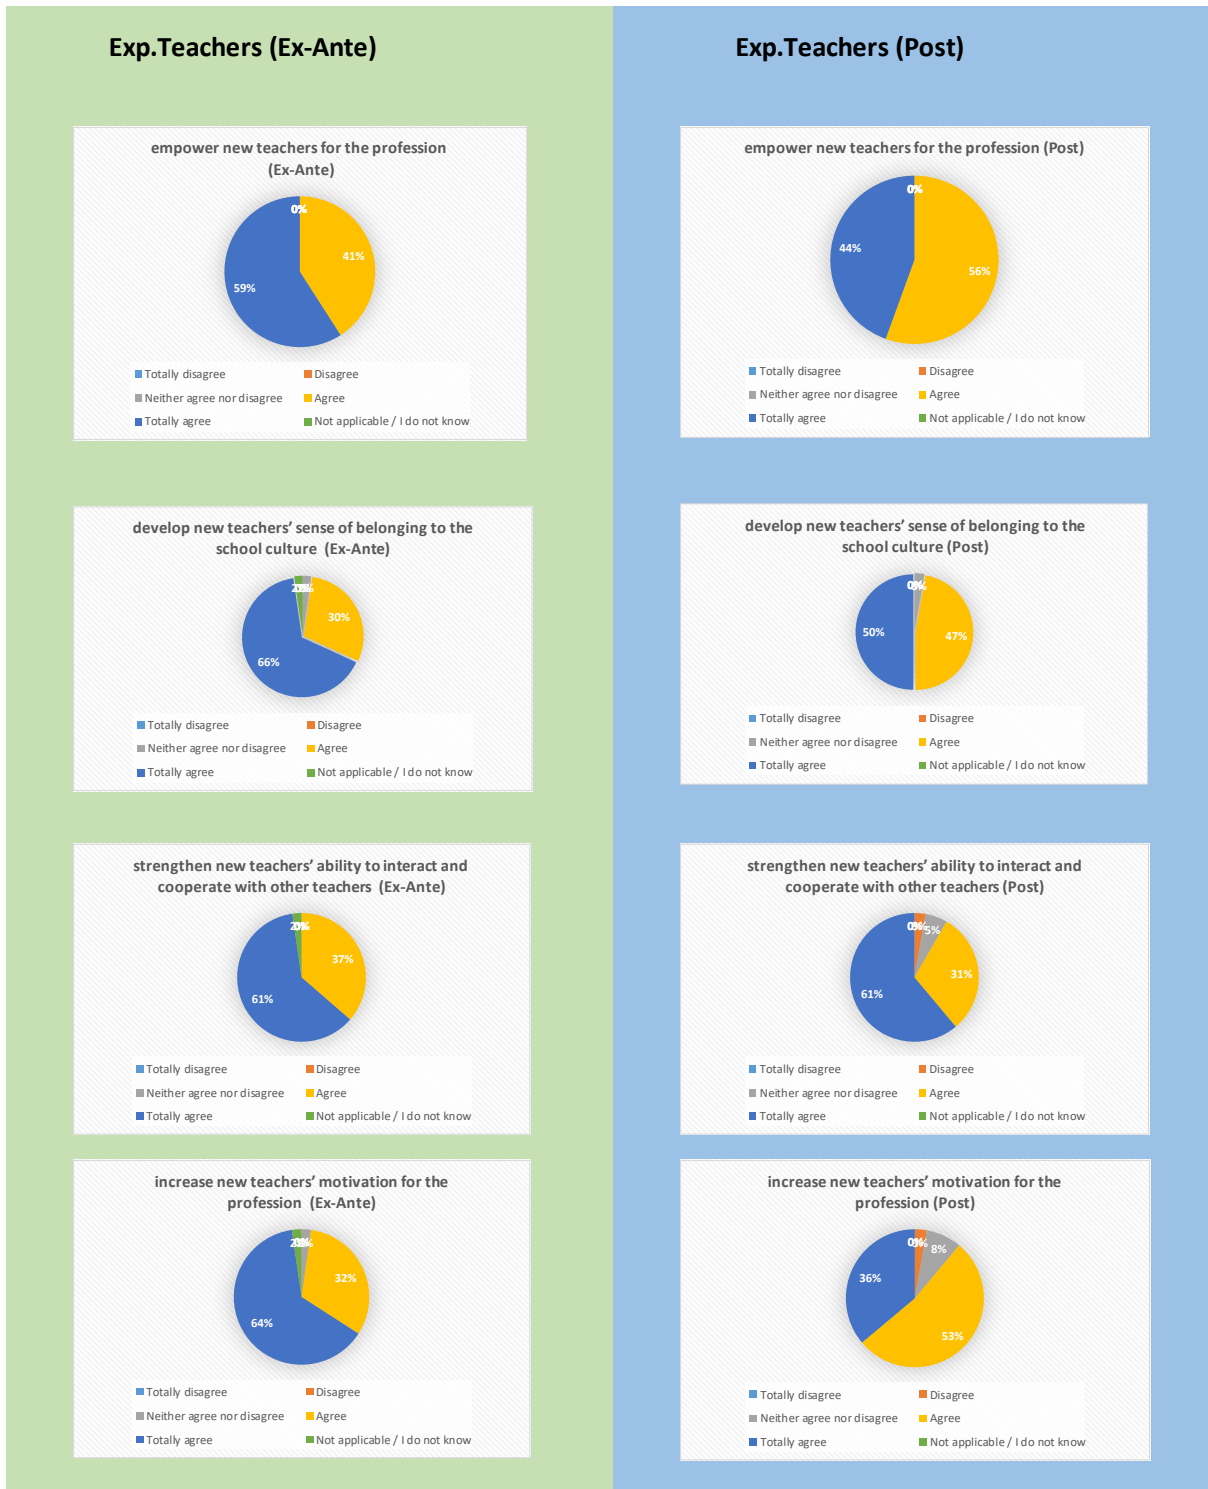 Exp.Teachers (Ex-Ante)
Exp.Teachers (Post)
empower new teachers for the profession
(Ex-Ante)
0%
41%
59%
Totally disagree
Disagree
Neither agree nor disagree
Agree
Totally agree
Not applicable / I do not know
empower new teachers for the profession (Post)
0%
44%
56%
Totally disagree
Disagree
Neither agree nor disagree
Agree
Totally agree
Not applicable / I do not know
develop new teachers' sense of belonging to the
school culture (Ex-Ante)
30%
66%
Totally disagree
Disagree
Neither agree nor disagree
Agree
Totally agree
Not applicable / I do not know
develop new teachers' sense of belonging to the
school culture (Post)
0%
50%
47%
Totally disagree
Disagree
Neither agree nor disagree
Agree
Totally agree
Not applicable / I do not know
strengthen new teachers' ability to interact and
cooperate with other teachers (Ex-Ante)
2%
0%
37%
61%
Totally disagree
Disagree
Neither agree nor disagree
Agree
Totally agree
Not applicable / I do not know
strengthen new teachers' ability to interact and
cooperate with other teachers (Post)
0%
5%
31%
61%
Totally disagree
Disagree
Neither agree nor disagree
Agree
Totally agree
Not applicable / I do not know
increase new teachers' motivation for the
profession (Ex-Ante)
0%
32%
64%
Totally disagree
Disagree
Neither agree nor disagree
Agree
Totally agree
Not applicable / I do not know
increase new teachers' motivation for the
profession (Post)
0%
8%
36%
53%
Totally disagree
Disagree
Neither agree nor disagree
Agree
Totally agree
Not applicable / I do not know